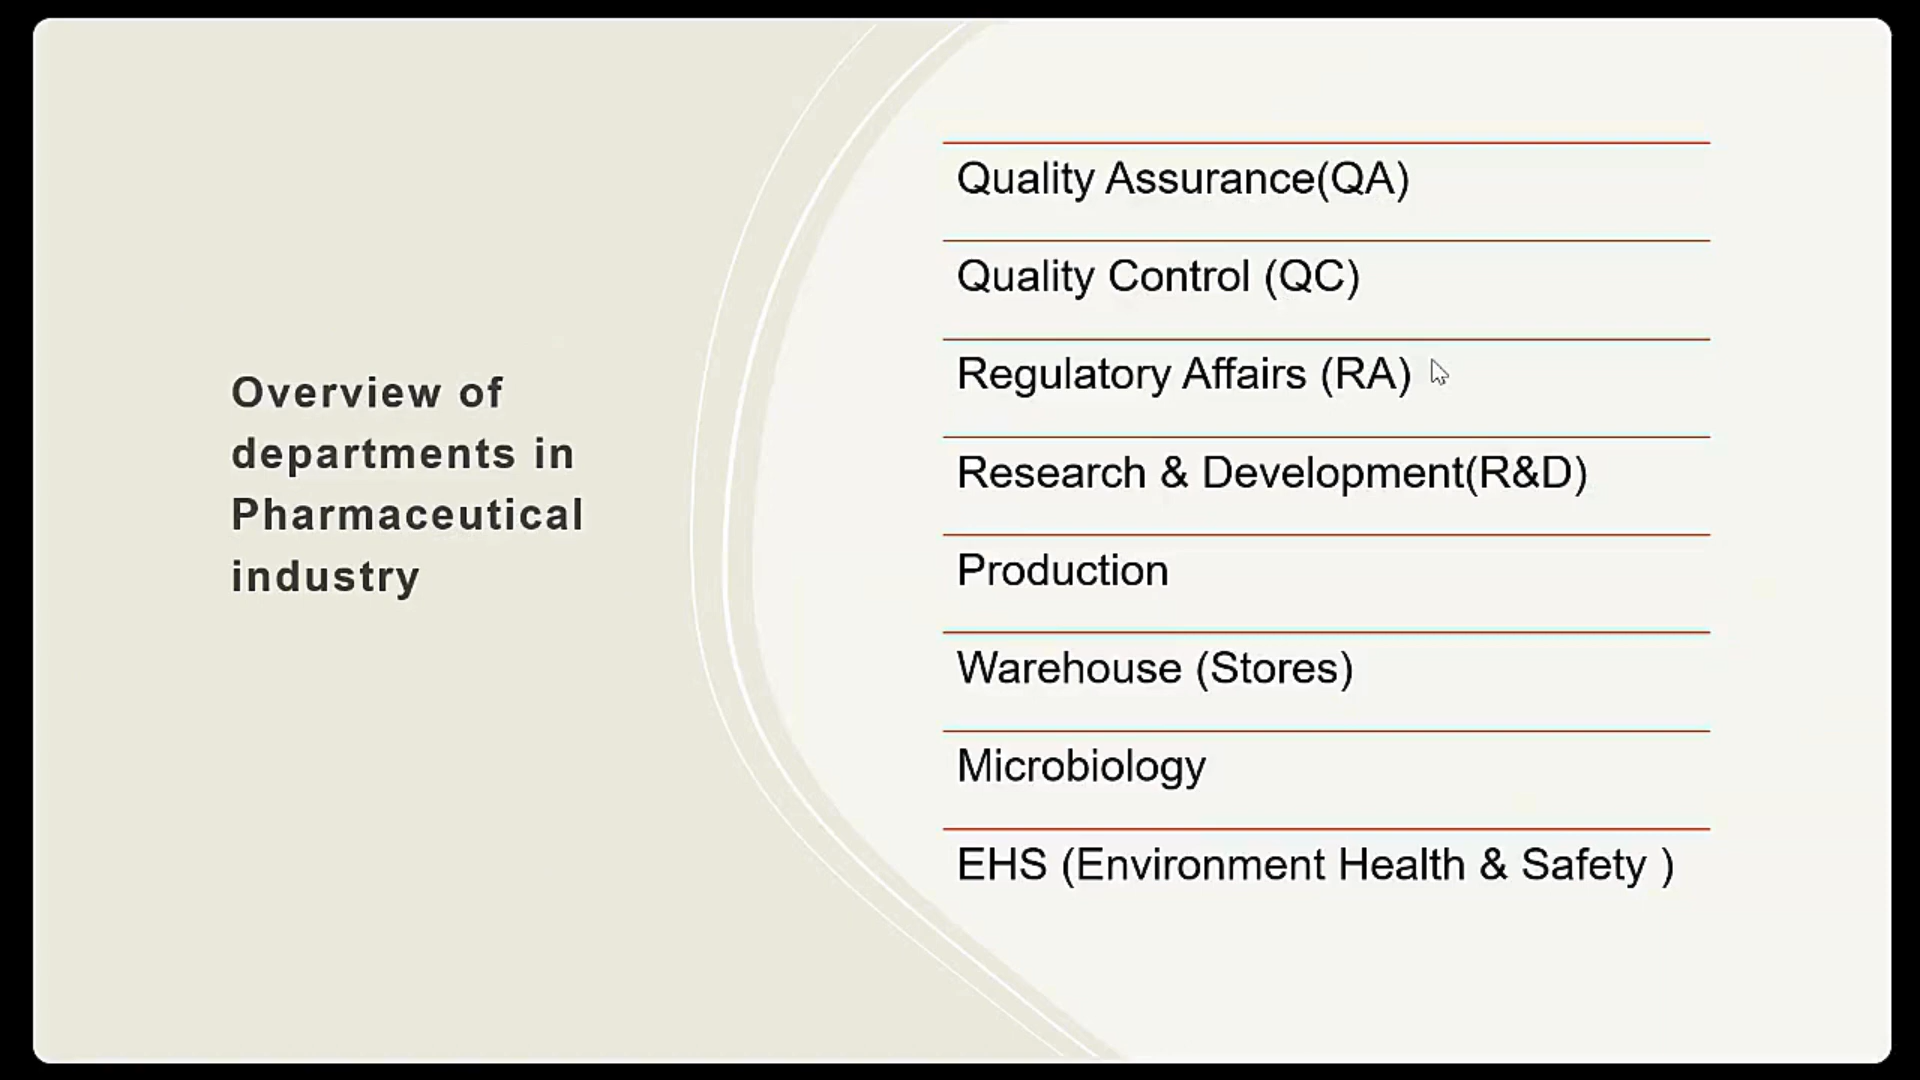 Overview of
departments in
Pharmaceutical
industry
Quality Assurance(QA)
Quality Control (QC)
Regulatory Affairs (RA)
Research & Development(R&D)
Production
Warehouse (Stores)
Microbiology
EHS (Environment Health & Safety )